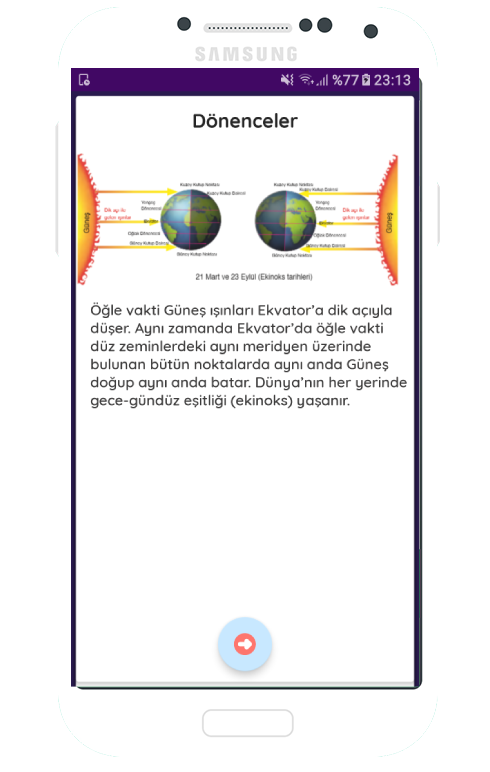 SAMSUNG
%77 23:13
Dönenceler
Kuzey Kutup Noktası
Kuzey Kutup Noktası
Kuzey Kutup Dairesi
Kuzey Kutup Dairesi
Yengeç
Dönencesi
Yengeç
Dönencesi
Dik açı ile
gelen ışınlar
Dik açı ile
gelen ışınlar
Güneş
Güneş
Ekvator
Ekvator
Oğlak Dönencesi
Oğlak Dönencesi
Güney Kutup Dairesi
Güney Kutup Dairesi
Güney Kutup Noktası
Güney Kutup Noktası
21 Mart ve 23 Eylül (Ekinoks tarihleri)
Öğle vakti Güneş ışınları Ekvator’a dik açıyla
düşer. Aynı zamanda Ekvator’da öğle vakti
düz zeminlerdeki aynı meridyen üzerinde
bulunan bütün noktalarda aynı anda Güneş
doğup aynı anda batar. Dünya’nın her yerinde
gece-gündüz eşitliği (ekinoks) yaşanır.